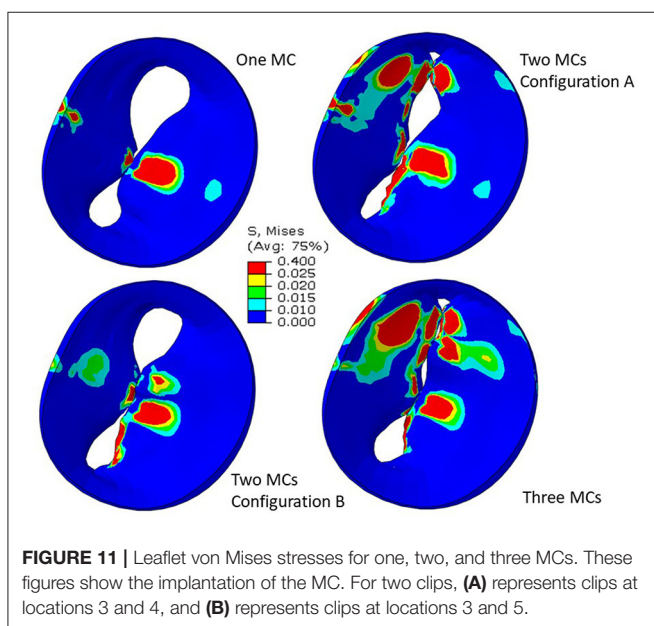 One MC
Two MCs
Configuration A
S, Mises
(Avg: 75%)
0.400
0.025
0.020
0.015
0.010
0.000
Two MCs
Configuration B
Three MCs
FIGURE 11 | Leaflet von Mises stresses for one, two, and three MCs. These
figures show the implantation of the MC. For two clips, (A) represents clips at
locations 3 and 4, and (B) represents clips at locations 3 and 5.